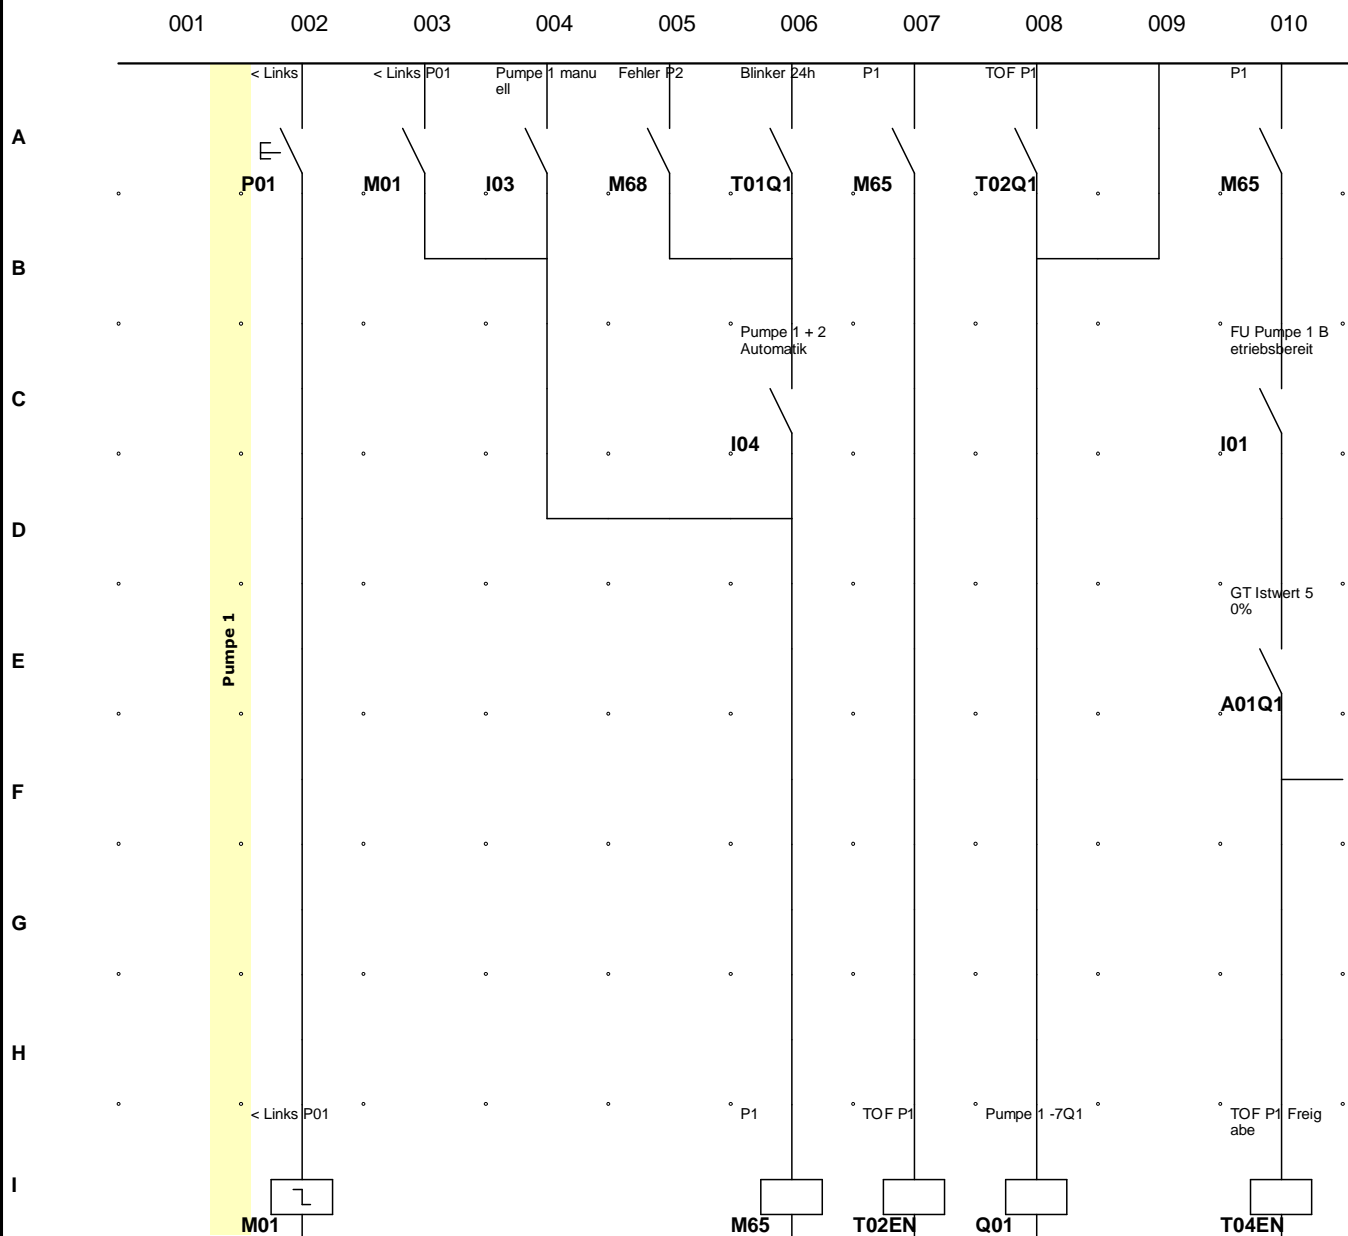 001 002 003 004 005 006 007 008 009 010
< Links < Links P01 Pumpe 1 manu Fehler P2 Blinker 24h P1 TOF P1 P1
ell
A
P01 M01 I03 M68 T01Q1 M65 T02Q1 M65
B
Pumpe 1 + 2 FU Pumpe 1 B
Automatik etriebsbereit
C
I04 I01
D
GT Istwert 5
0%
Pumpe 1
E
A01Q1
F
G
H
< Links P01 P1 TOF P1 Pumpe 1 -7Q1 TOF P1 Freig
abe
I
M01 M65 T02EN Q01 T04EN